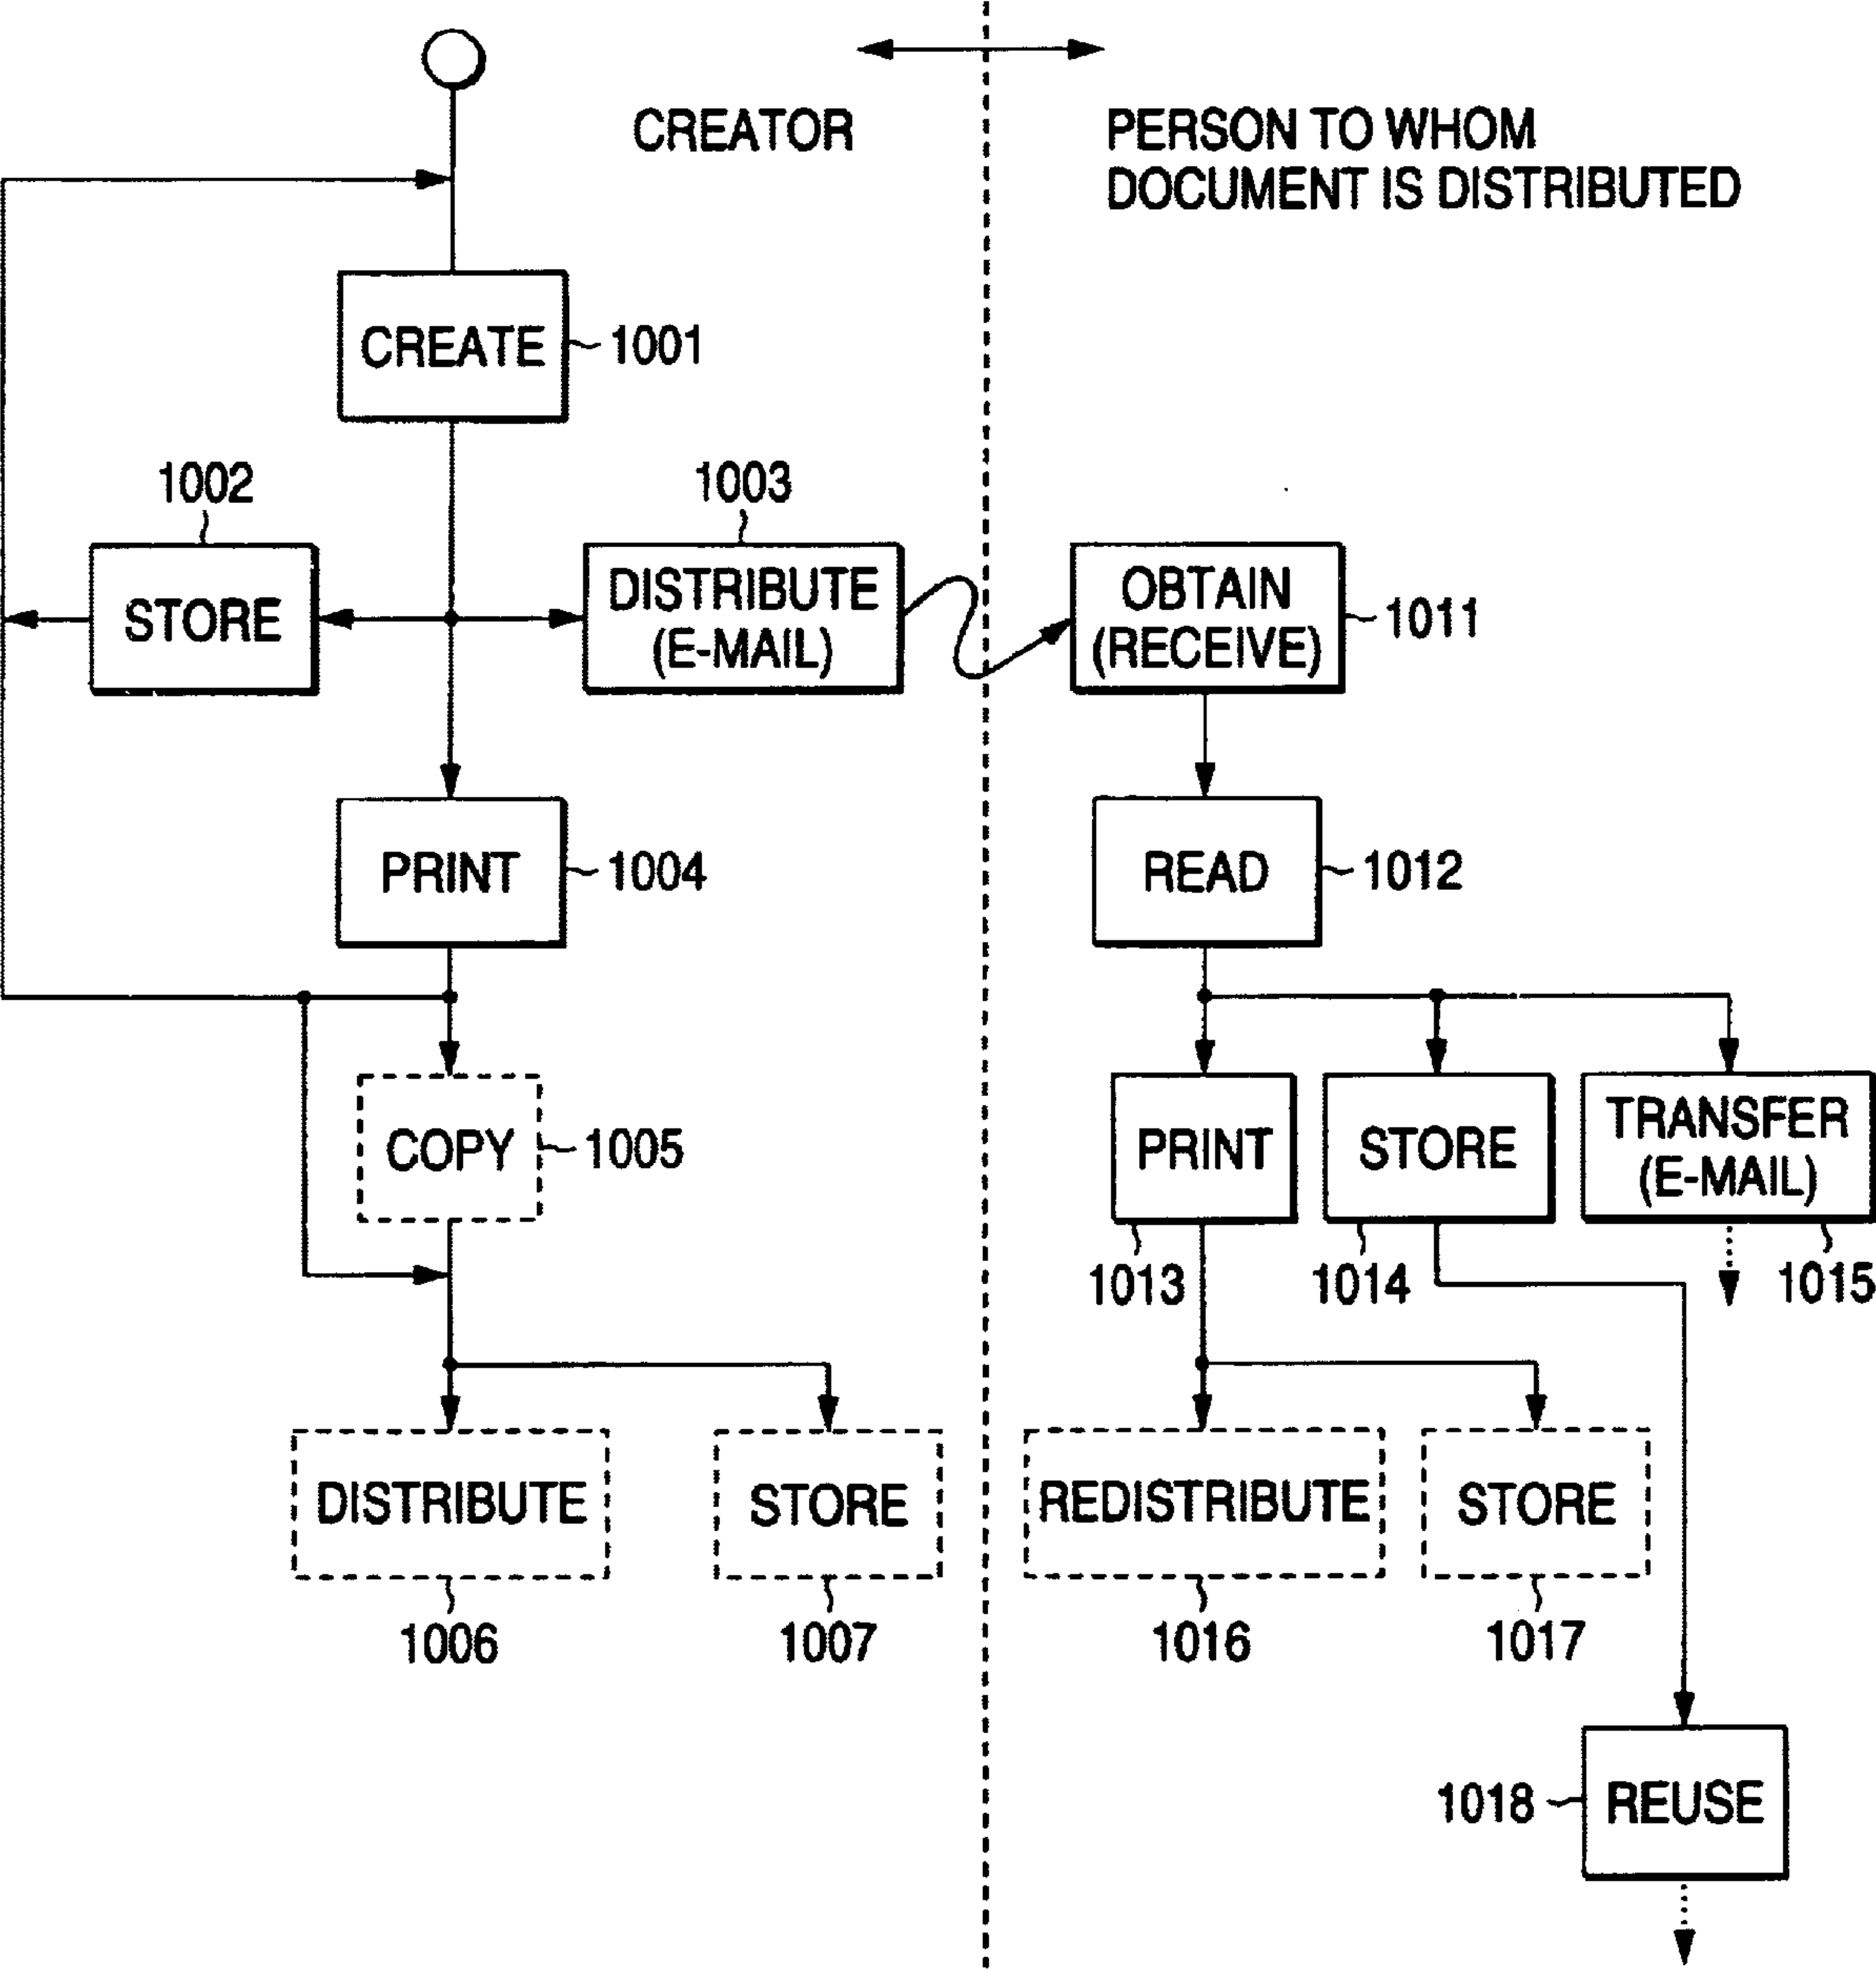 CREATOR
PERSON TO WHOM
DOCUMENT IS DISTRIBUTED
CREATE
1001
1002
1003
STORE
DISTRIBUTE
(E-MAIL)
OBTAIN
(RECEIVE)
1011
PRINT
1004
READ
1012
COPY
1005
PRINT
STORE
TRANSFER
(E-MAIL)
1013
1014
1015
DISTRIBUTE
STORE
REDISTRIBUTE
STORE
1006
1007
1016
1017
1018
REUSE